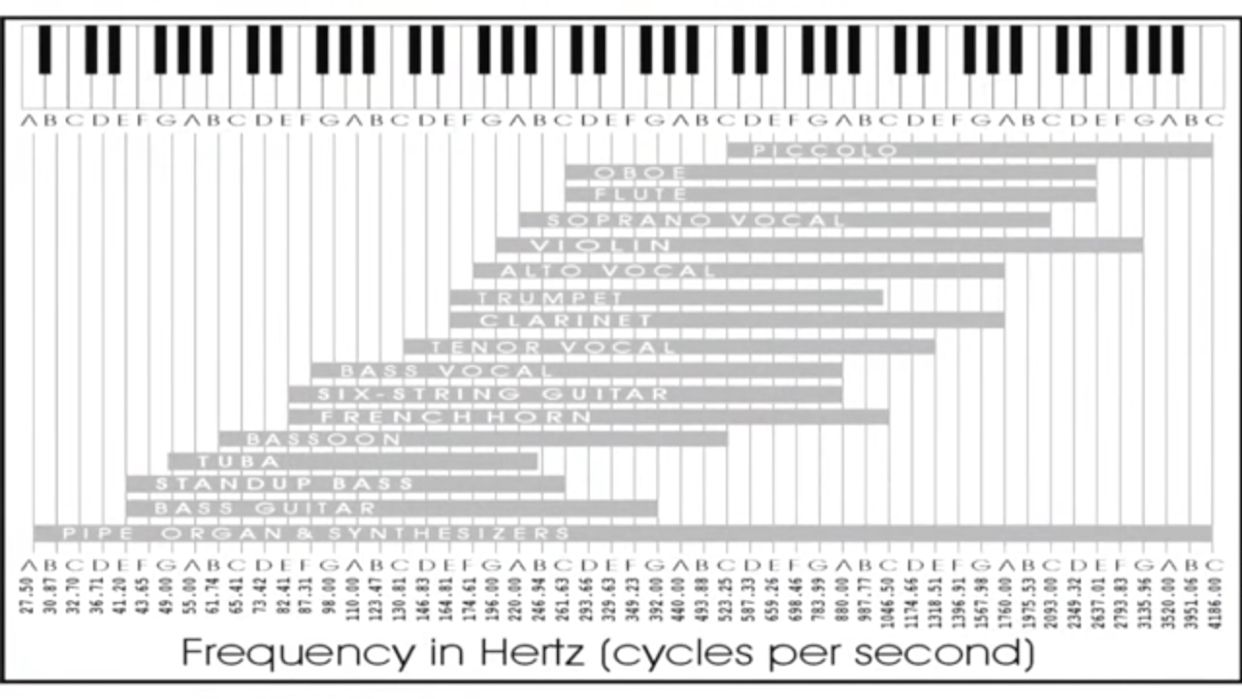 A B C D E F G A B C D E F G A B C D E F G A B C D E F G A B C D E F G A B C D E F G A B C D E F G A B C
PICCOLO
OBOE
FLUTE
SOPRANO VOCAL
VIOLIN
ALTO VOCAL
TRUMPET
CLARINET
TENOR VOCAL
BASS VOCAL
SIX-STRING GUITAR
FRENCH HORN
BASSOON
TUBA
STANDUP BASS
BASS GUITAR
PIPE ORGAN & SYNTHESIZERS
A B C D E F G A B C D E F G A B C D E F G A B C D E F G A B C D E F G A B C D E F G A B C D E F G A B C
27.50 30.87 32.70 36.71 41.20 43.65 49.00 55.00 61.74 65.41 73.42 82.41 87.31 98.00 110.00 123.47 130.81 146.83 164.81 174.61 196.00 220.00 246.94 261.63 293.66 329.63 349.23 392.00 440.00 493.88 523.25 587.33 659.26 698.46 783.99 880.00 987.77 1046.50 1174.66 1318.51 1396.91 1567.98 1760.00 1975.53 2093.00 2349.32 2637.01 2793.83 3135.96 3520.00 3951.06 4186.00
Frequency in Hertz (cycles per second)